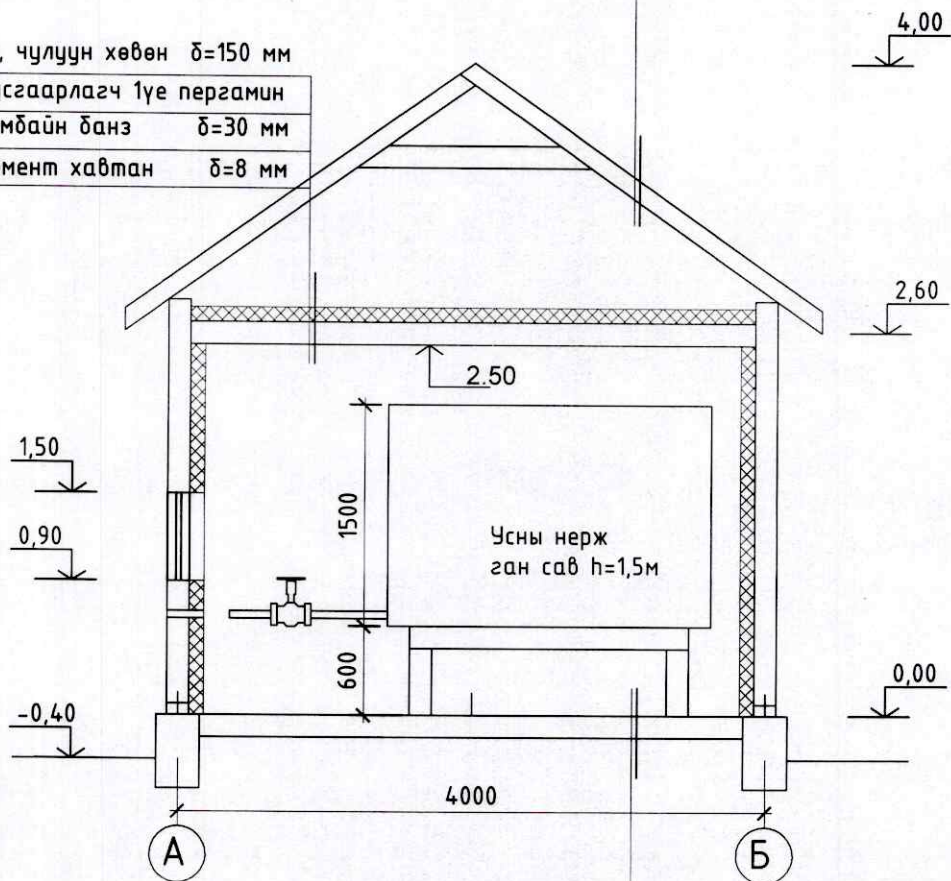 4,00
, чулуун хөвөн δ=150 мм
сгаарлагч 1үе пергамин
мбайн банз δ=30 мм
мент хавтан δ=8 мм
2,60
2.50
1,50
1500
Усны нерж
ган сав h=1,5м
0,90
600
0,00
-0,40
4000
А
Б